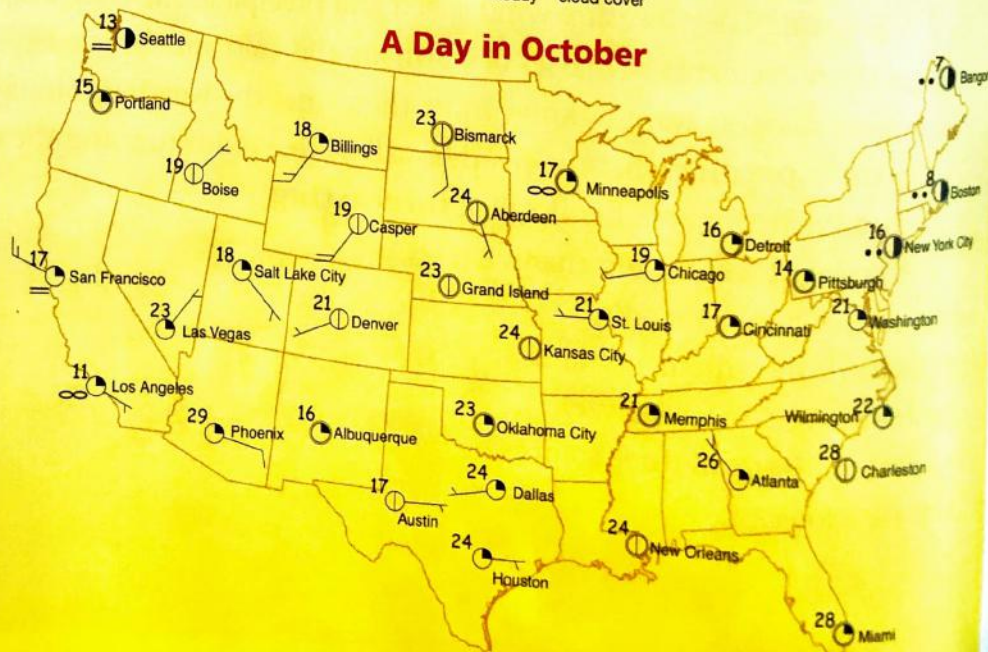 cloud cover
A Day in October
13 Seattle
7 Bangor
15 Portland
23 Bismarck
18 Billings
19 Boise
17 Minneapolis
8 Boston
24 Aberdeen
19 Casper
16 Detroit
16 New York City
17 San Francisco
18 Salt Lake City
23 Grand Island
19 Chicago
14 Pittsburgh
23 Las Vegas
21 Denver
21 St. Louis
17 Cincinnati
21 Washington
24 Kansas City
11 Los Angeles
29 Phoenix
16 Albuquerque
23 Oklahoma City
21 Memphis
Wilmington 22
24 Dallas
26 Atlanta
28 Charleston
17 Austin
24 Houston
24 New Orleans
28 Miami